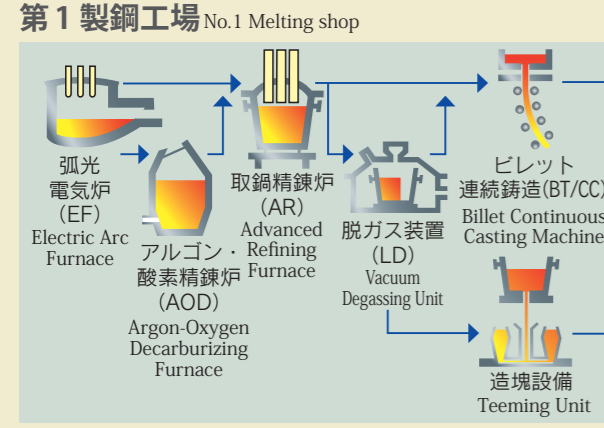 第1製鋼工場 No.1 Melting shop
弧光
電気炉
(EF)
Electric Arc
Furnace
アルゴン・
酸素精錬炉
(AOD)
Argon-Oxygen
Decarburizing
Furnace
取鍋精錬炉
(AR)
Advanced
Refining
Furnace
脱ガス装置
(LD)
Vacuum
Degassing Unit
ビレット
連続鋳造(BT/CC)
Billet Continuous
Casting Machine
造塊設備
Teeming Unit